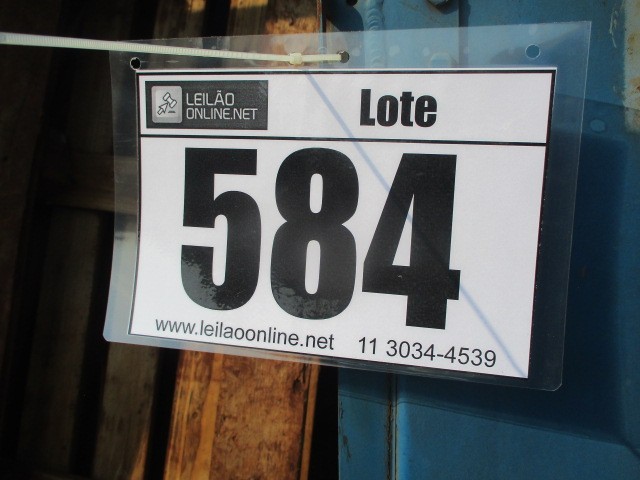 LEILÃO
ONLINE.NET
Lote
584
www.leilaoonline.net 11 3034-4539